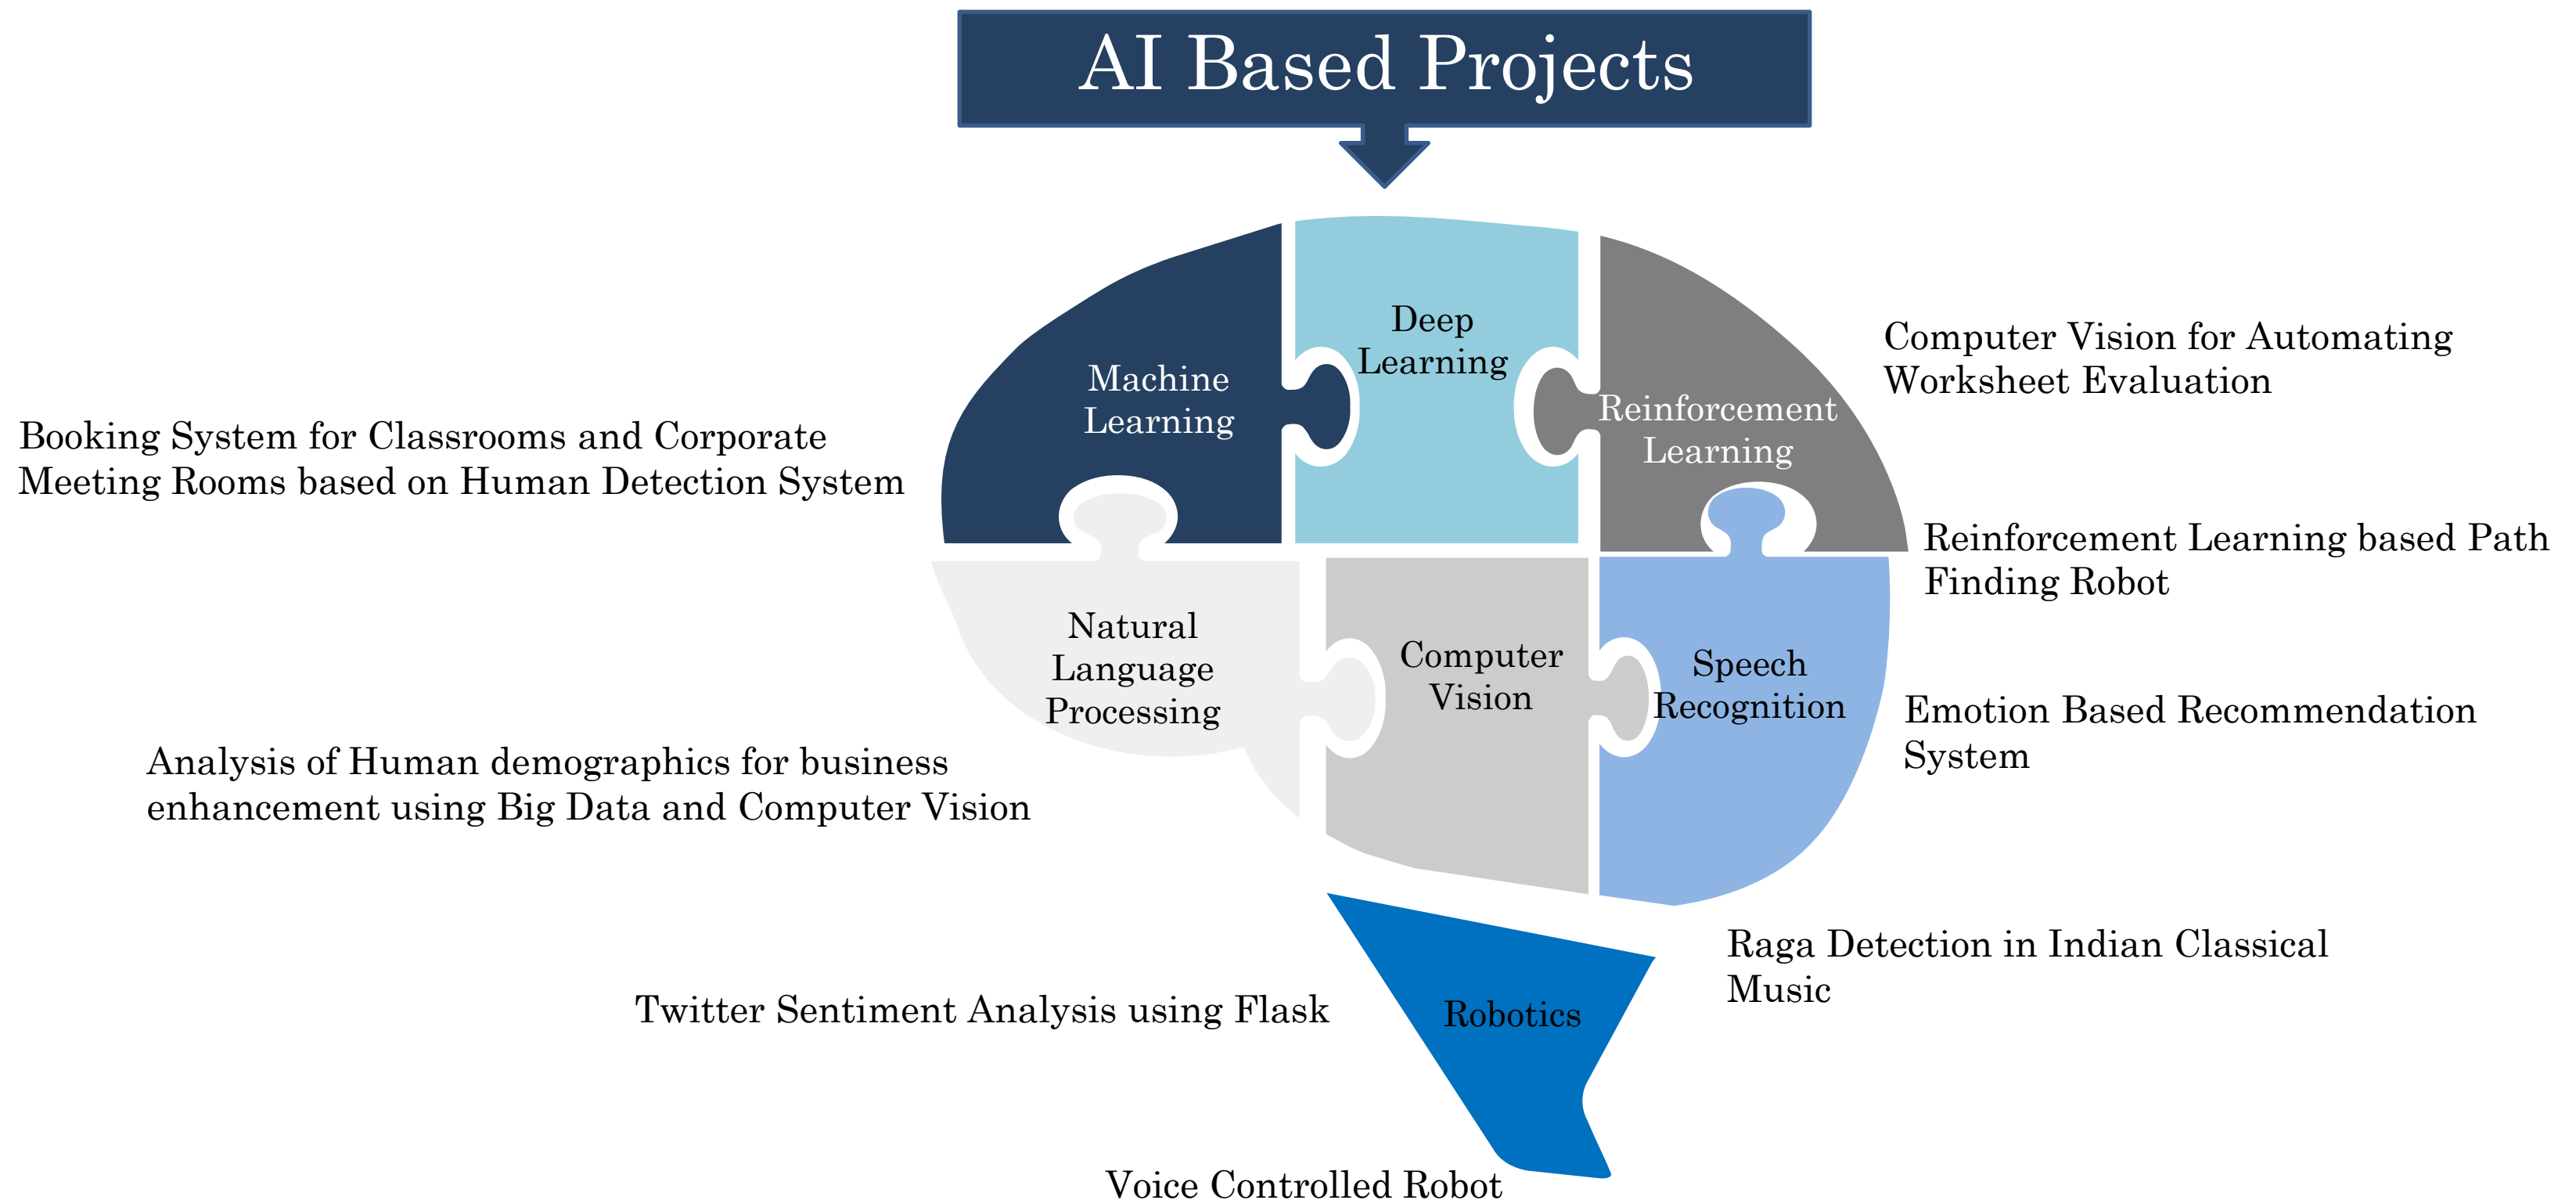 AI Based Projects
Deep
Learning
Machine
Learning
Reinforcement
Learning
Computer Vision for Automating
Worksheet Evaluation
Booking System for Classrooms and Corporate
Meeting Rooms based on Human Detection System
Reinforcement Learning based Path
Finding Robot
Natural
Language
Processing
Computer
Vision
Speech
Recognition
Emotion Based Recommendation
System
Analysis of Human demographics for business
enhancement using Big Data and Computer Vision
Raga Detection in Indian Classical
Music
Twitter Sentiment Analysis using Flask
Robotics
Voice Controlled Robot